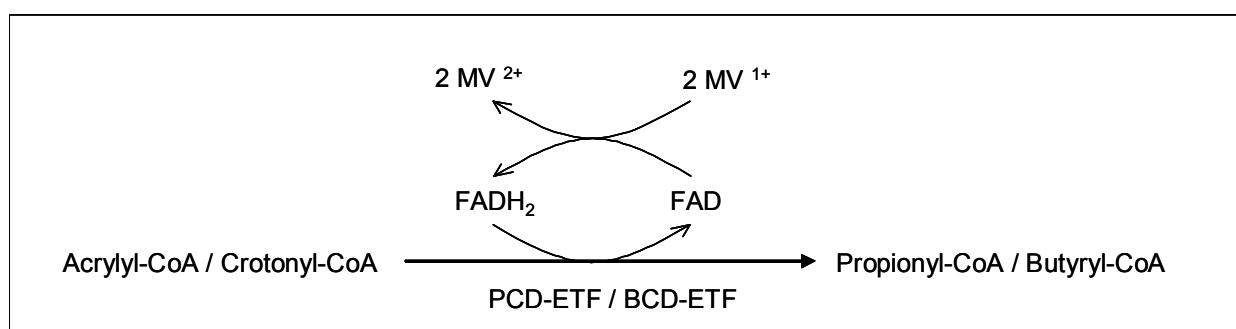 2 MV 2+ 2 MV 1+
FADH2 FAD
Acrylyl-CoA / Crotonyl-CoA Propionyl-CoA / Butyryl-CoA
PCD-ETF / BCD-ETF